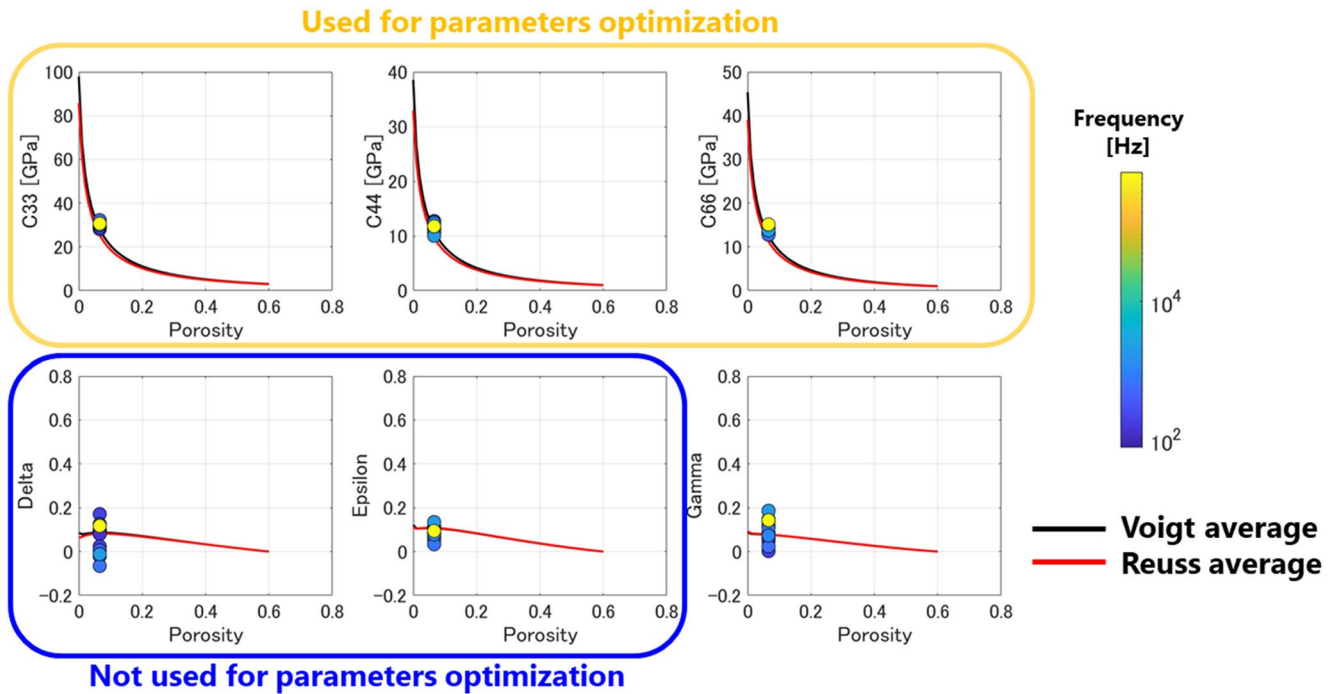 Used for parameters optimization
100
80
60
40
20
0
C33 [GPa]
0 0.2 0.4 0.6 0.8
Porosity
40
30
20
10
0
C44 [GPa]
0 0.2 0.4 0.6 0.8
Porosity
50
40
30
20
10
0
C66 [GPa]
0 0.2 0.4 0.6 0.8
Porosity
Frequency
[Hz]
10^4
10^2
0.8
0.6
0.4
0.2
0
−0.2
Delta
0 0.2 0.4 0.6 0.8
Porosity
0.8
0.6
0.4
0.2
0
−0.2
Epsilon
0 0.2 0.4 0.6 0.8
Porosity
0.8
0.6
0.4
0.2
0
−0.2
Gamma
0 0.2 0.4 0.6 0.8
Porosity
Voigt average
Reuss average
Not used for parameters optimization